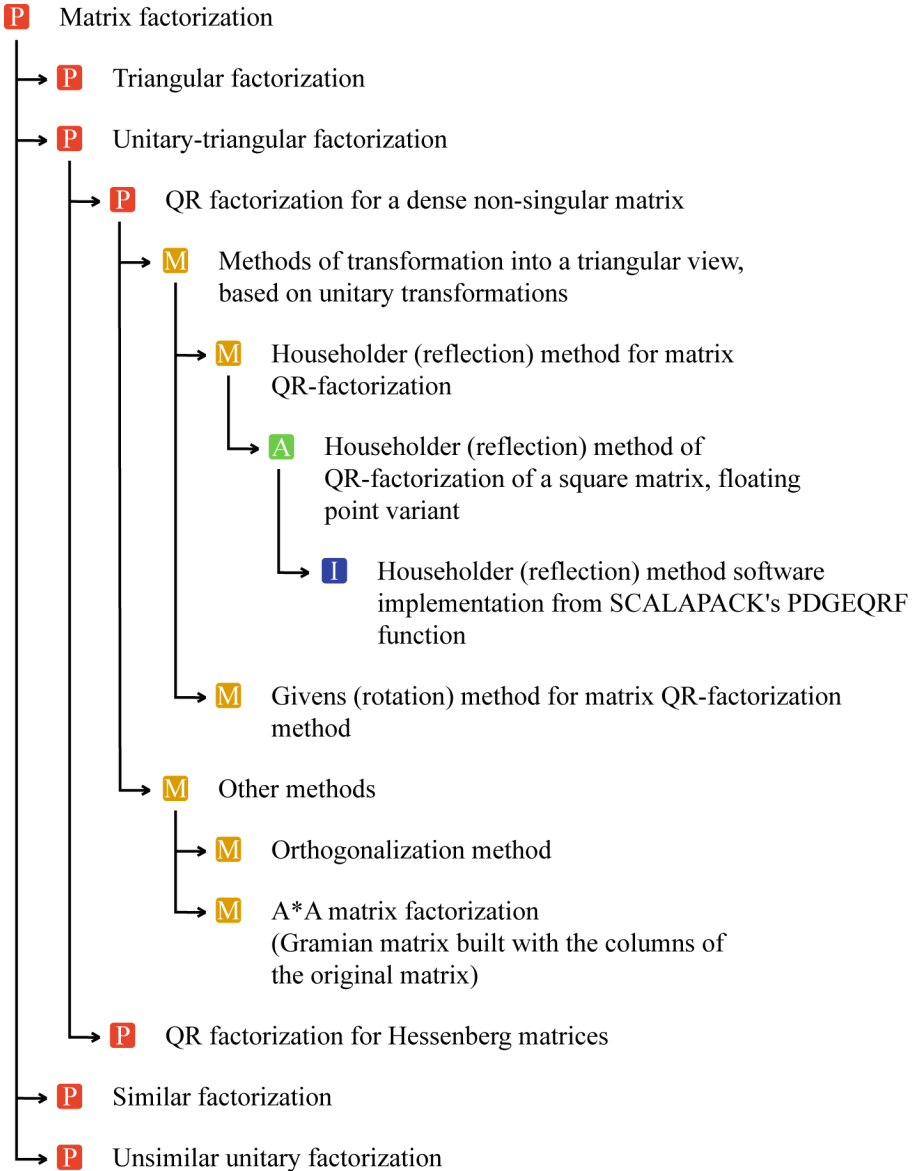 P Matrix factorization
P Triangular factorization
P Unitary-triangular factorization
P QR factorization for a dense non-singular matrix
M Methods of transformation into a triangular view,
based on unitary transformations
M Householder (reflection) method for matrix
QR-factorization
A Householder (reflection) method of
QR-factorization of a square matrix, floating
point variant
I Householder (reflection) method software
implementation from SCALAPACK's PDGEQRF
function
M Givens (rotation) method for matrix QR-factorization
method
M Other methods
M Orthogonalization method
M A*A matrix factorization
(Gramian matrix built with the columns of
the original matrix)
P QR factorization for Hessenberg matrices
P Similar factorization
P Unsimilar unitary factorization